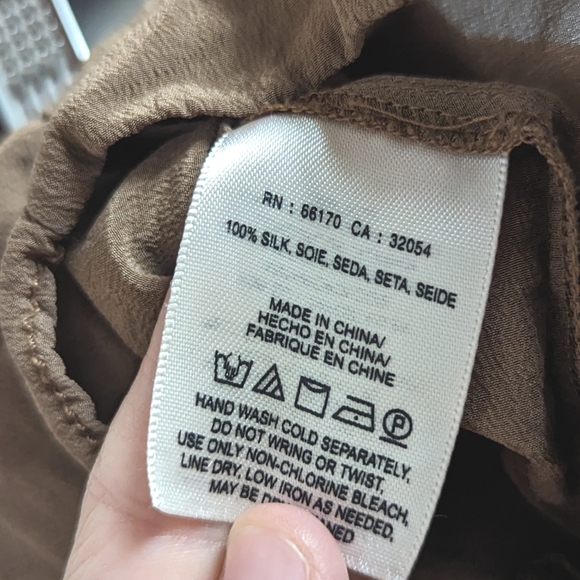 RN : 66170 CA : 32054
100% SILK, SOIE, SEDA, SETA, SEIDE
MADE IN CHINA/
HECHO EN CHINA/
FABRIQUE EN CHINE
P
HAND WASH COLD SEPARATELY,
DO NOT WRING OR TWIST,
USE ONLY NON-CHLORINE BLEACH,
LINE DRY, LOW IRON AS NEEDED,
MAY BE